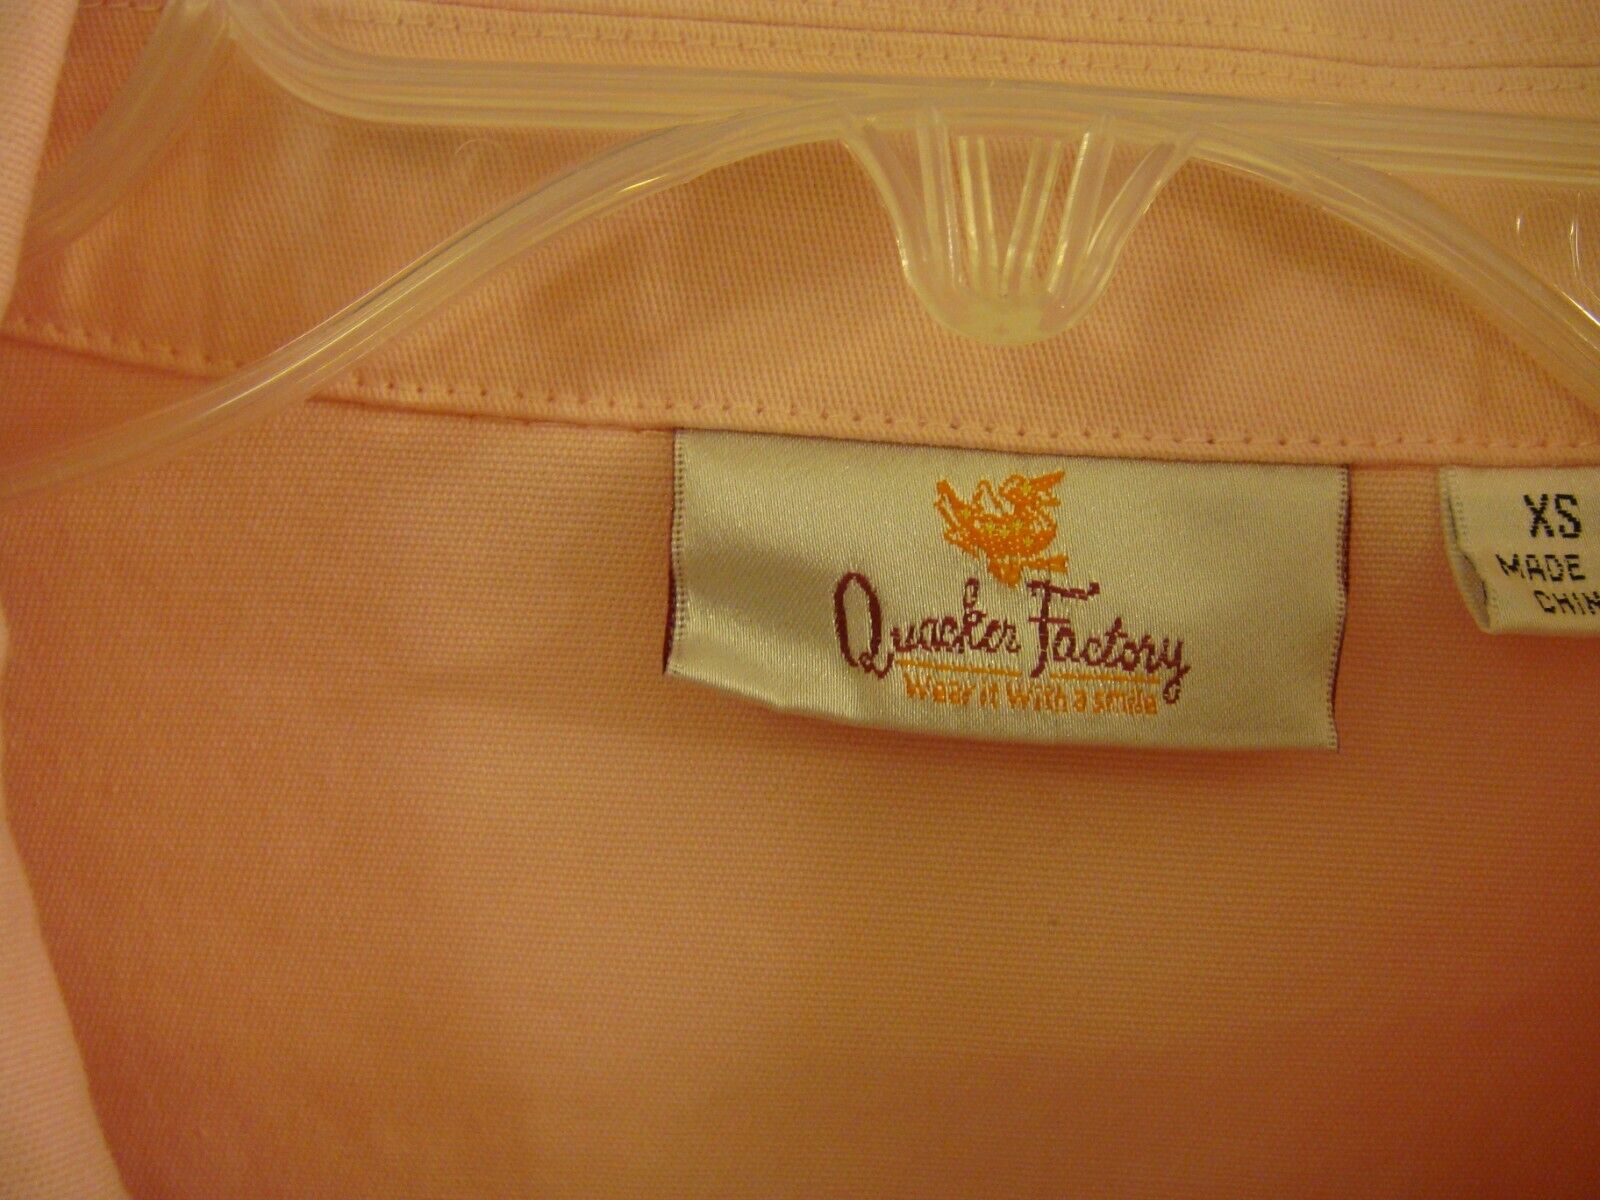 Quacker Factory
Wear it with a smile
XS
MADE
CHIN